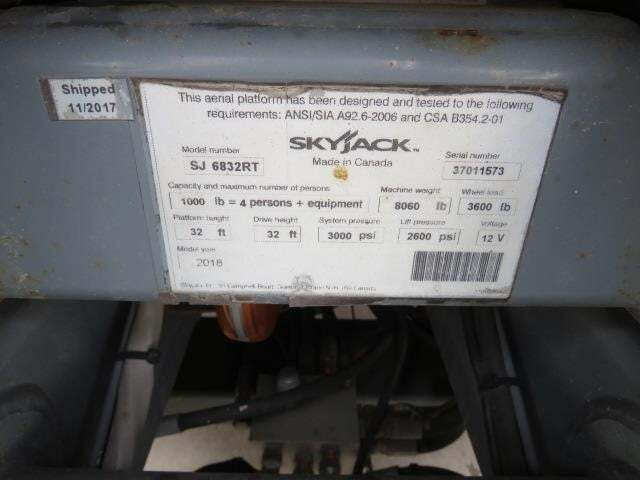 Shipped
11/2017
This aerial platform has been designed and tested to the following
requirements: ANSI/SIA A92.6-2006 and CSA B354.2-01
SKYJACK
Made in Canada
Model number
SJ 6832RT
Serial number
37011573
Capacity and maximum number of persons
1000 lb = 4 persons + equipment
Machine weight
8060 lb
Wheel load
3600 lb
Platform height
32 ft
Drive height
32 ft
System pressure
3000 psi
Lift pressure
2600 psi
Voltage
12 V
Model year
2018
Campbell Road